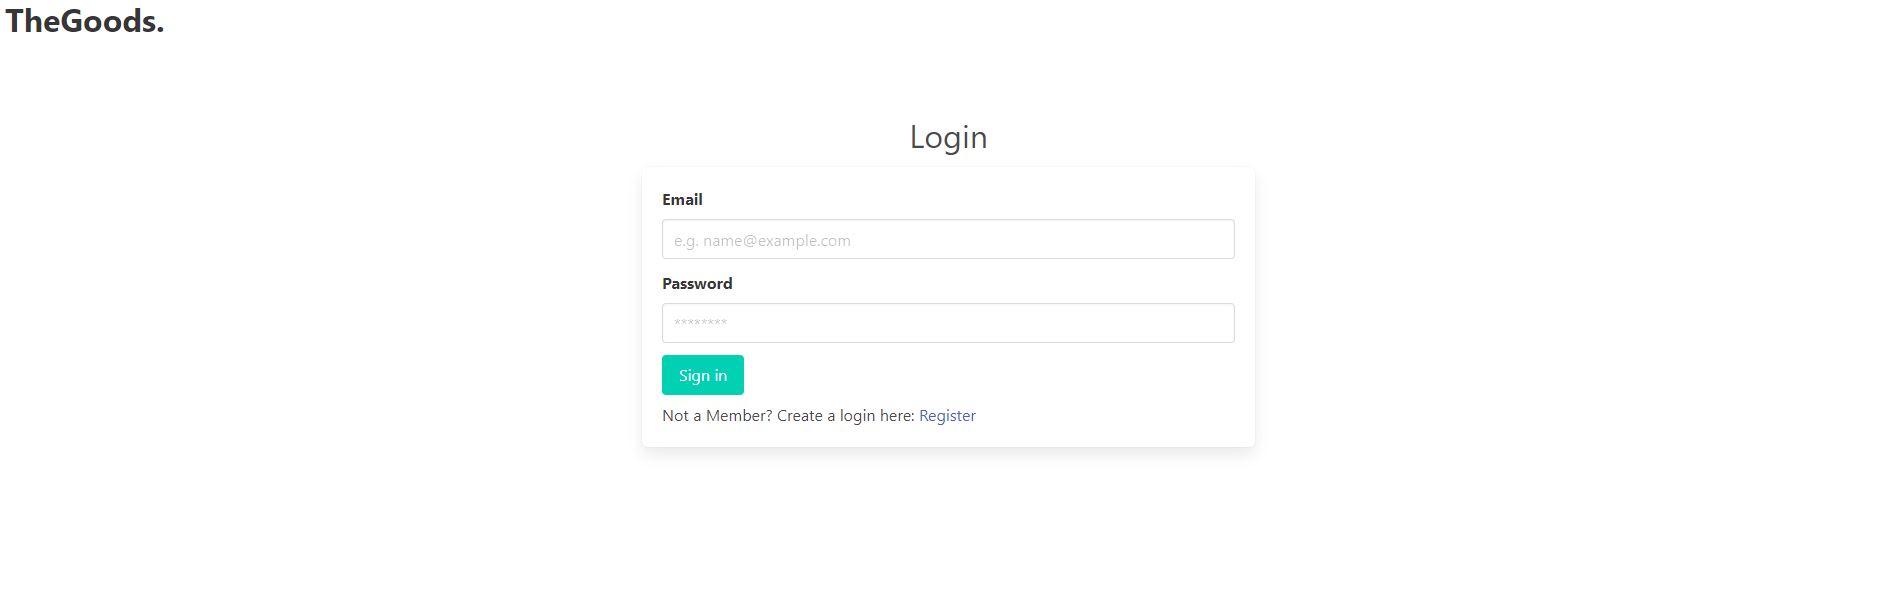 TheGoods.
Login
Email
e.g. name@example.com
Password
********
Sign in
Not a Member? Create a login here: Register